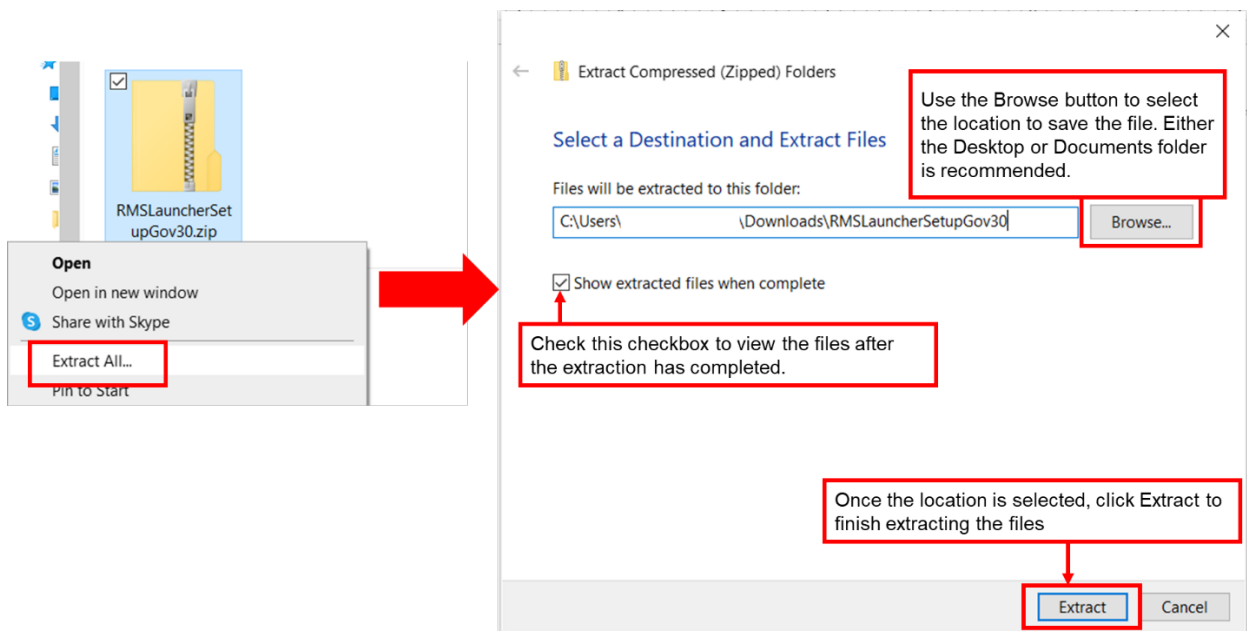 RMSLauncherSet
upGov30.zip
Open
Open in new window
Share with Skype
Extract All...
Pin to Start
Extract Compressed (Zipped) Folders
Use the Browse button to select
the location to save the file. Either
the Desktop or Documents folder
is recommended.
Select a Destination and Extract Files
Files will be extracted to this folder:
C:\Users\ \Downloads\RMSLauncherSetupGov30
Browse...
Show extracted files when complete
Check this checkbox to view the files after
the extraction has completed.
Once the location is selected, click Extract to
finish extracting the files
Extract
Cancel